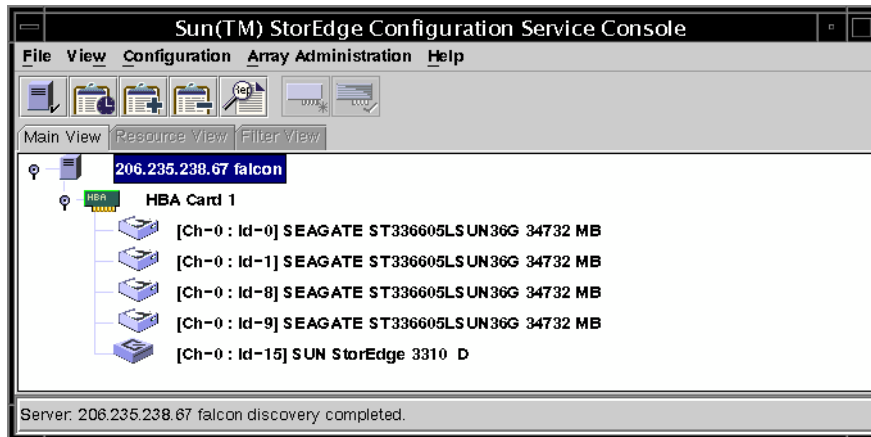 Sun(TM) StorEdge Configuration Service Console
File View Configuration Array Administration Help
Rep
Main View Resource View Filter View
206.235.238.67 falcon
HBA HBA Card 1
[Ch-0 : Id-0] SEAGATE ST336605LSUN36G 34732 MB
[Ch-0 : Id-1] SEAGATE ST336605LSUN36G 34732 MB
[Ch-0 : Id-8] SEAGATE ST336605LSUN36G 34732 MB
[Ch-0 : Id-9] SEAGATE ST336605LSUN36G 34732 MB
[Ch-0 : Id-15] SUN StorEdge 3310 D
Server: 206.235.238.67 falcon discovery completed.